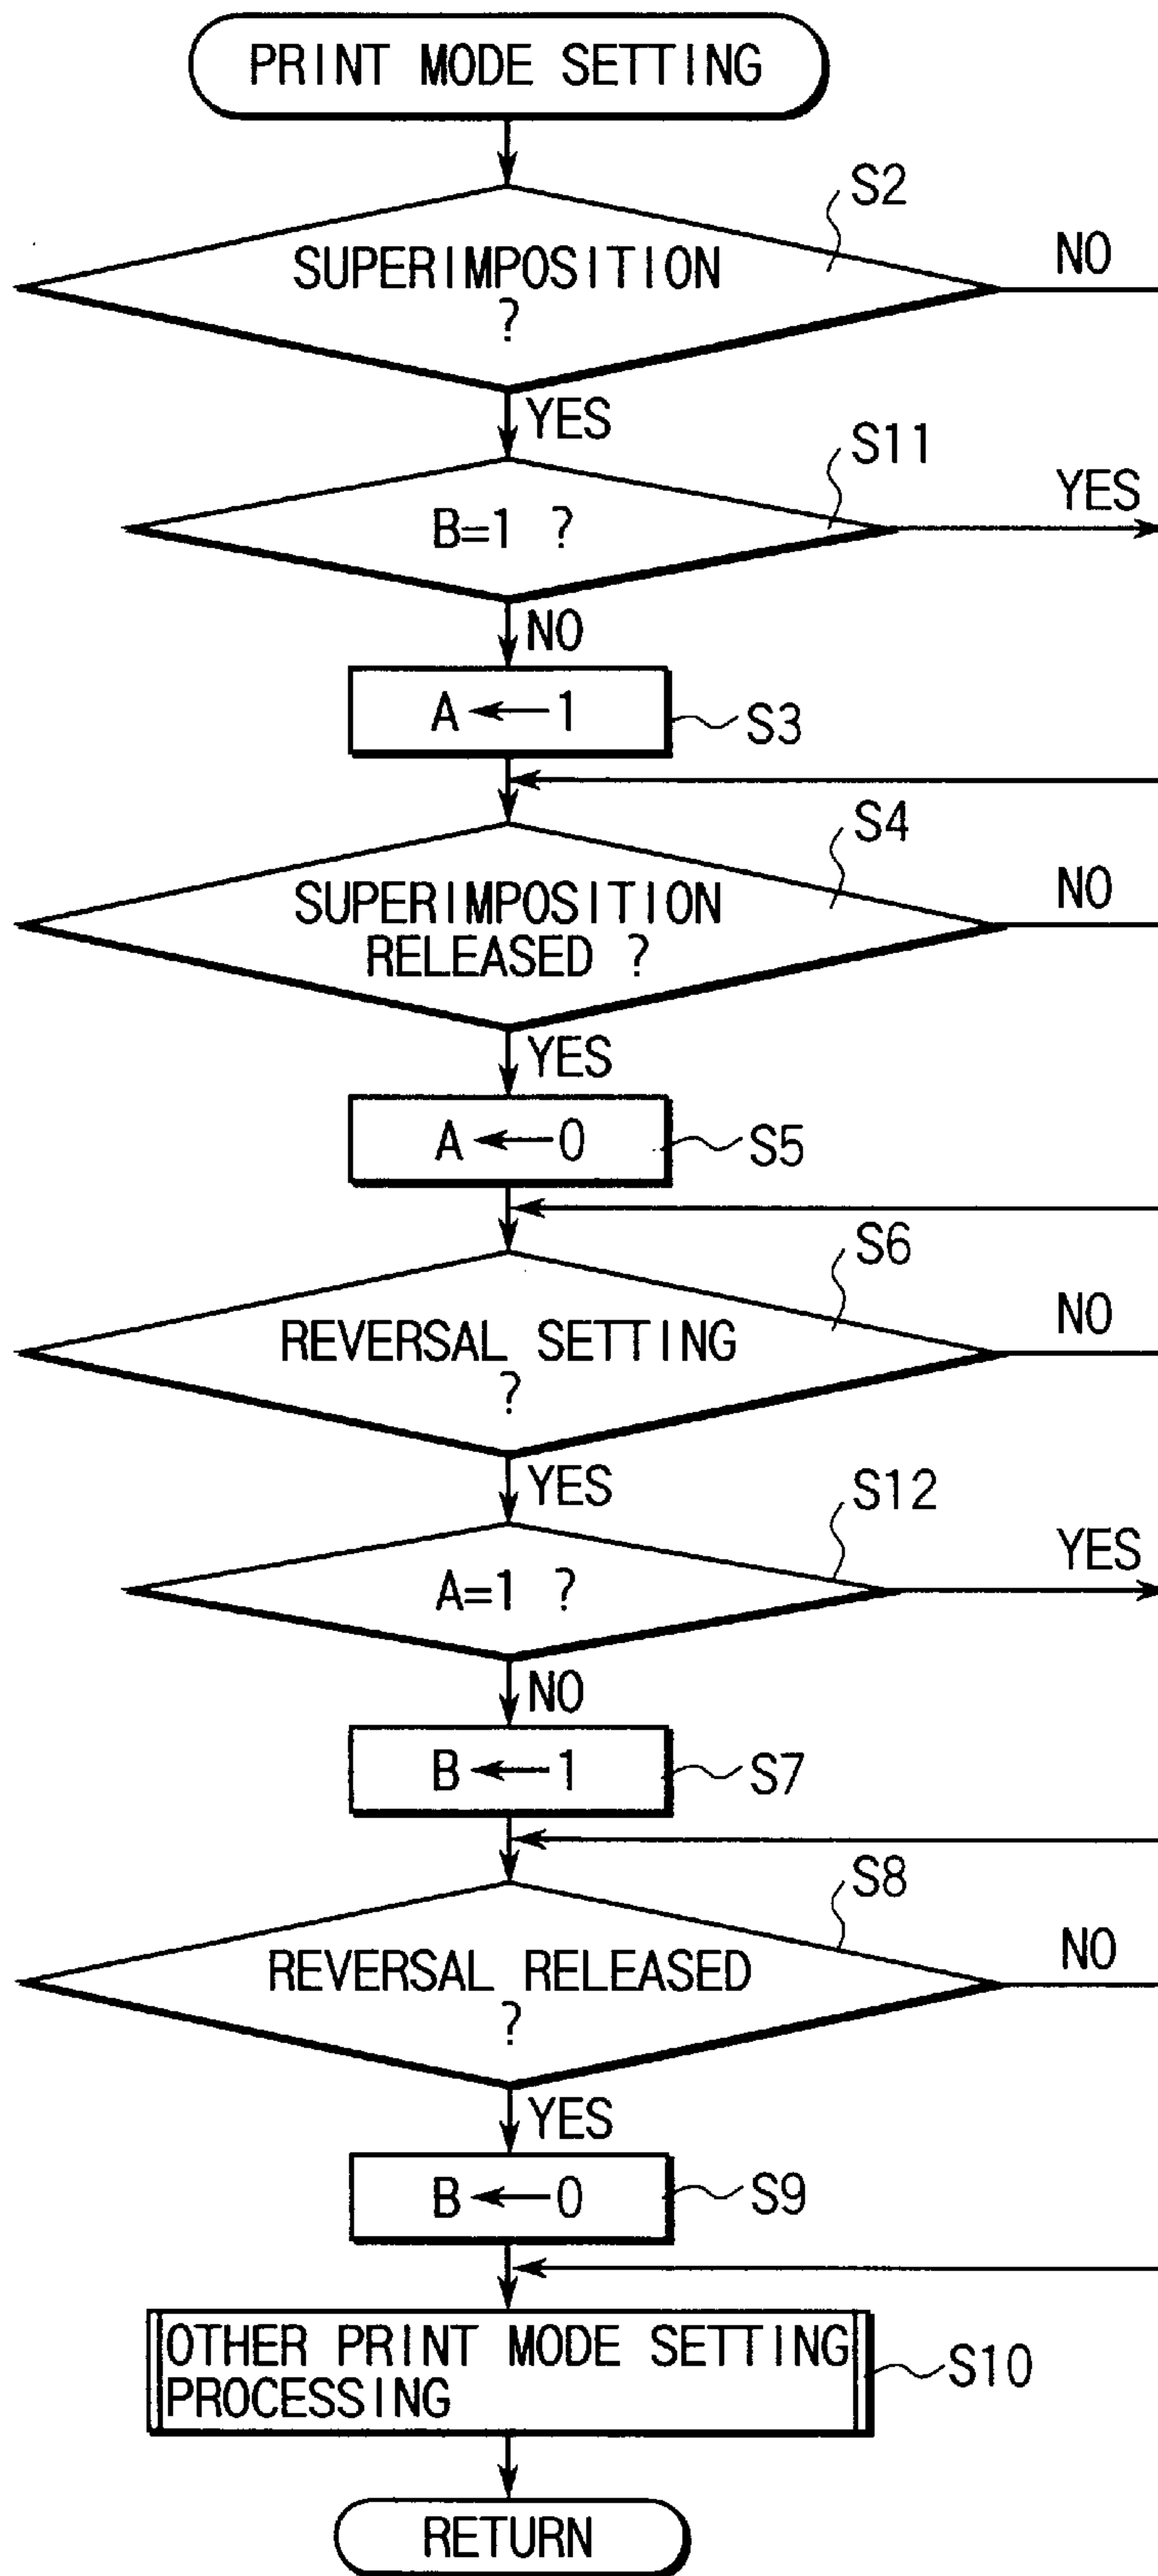 PRINT MODE SETTING
S2
SUPERIMPOSITION
?
NO
YES
S11
B=1 ?
YES
NO
A←1
S3
S4
SUPERIMPOSITION
RELEASED ?
NO
YES
A←0
S5
S6
REVERSAL SETTING
?
NO
YES
S12
A=1 ?
YES
NO
B←1
S7
S8
REVERSAL RELEASED
?
NO
YES
B←0
S9
OTHER PRINT MODE SETTING
PROCESSING
S10
RETURN